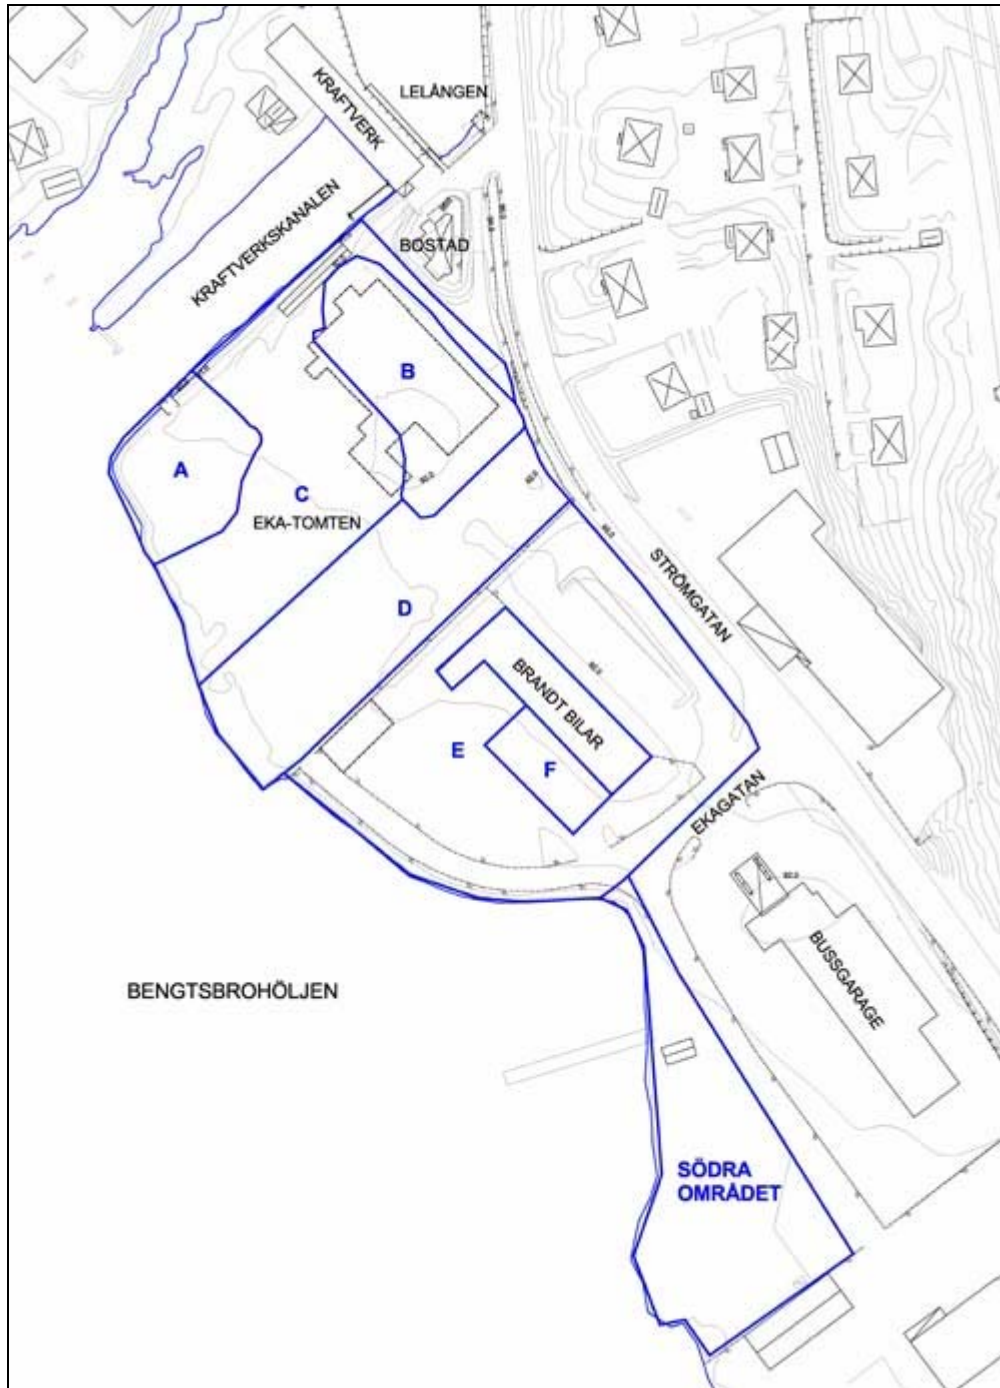 LELÅNGEN
KRAFTVERK
KRAFTVERKSKANALEN
BOSTAD
B
A
C
EKA-TOMTEN
D
STRÖMGATAN
BRANDT BILAR
E
F
EKAGATAN
BUSSGARAGE
BENGTSBROHÖLJEN
SÖDRA
OMRÅDET